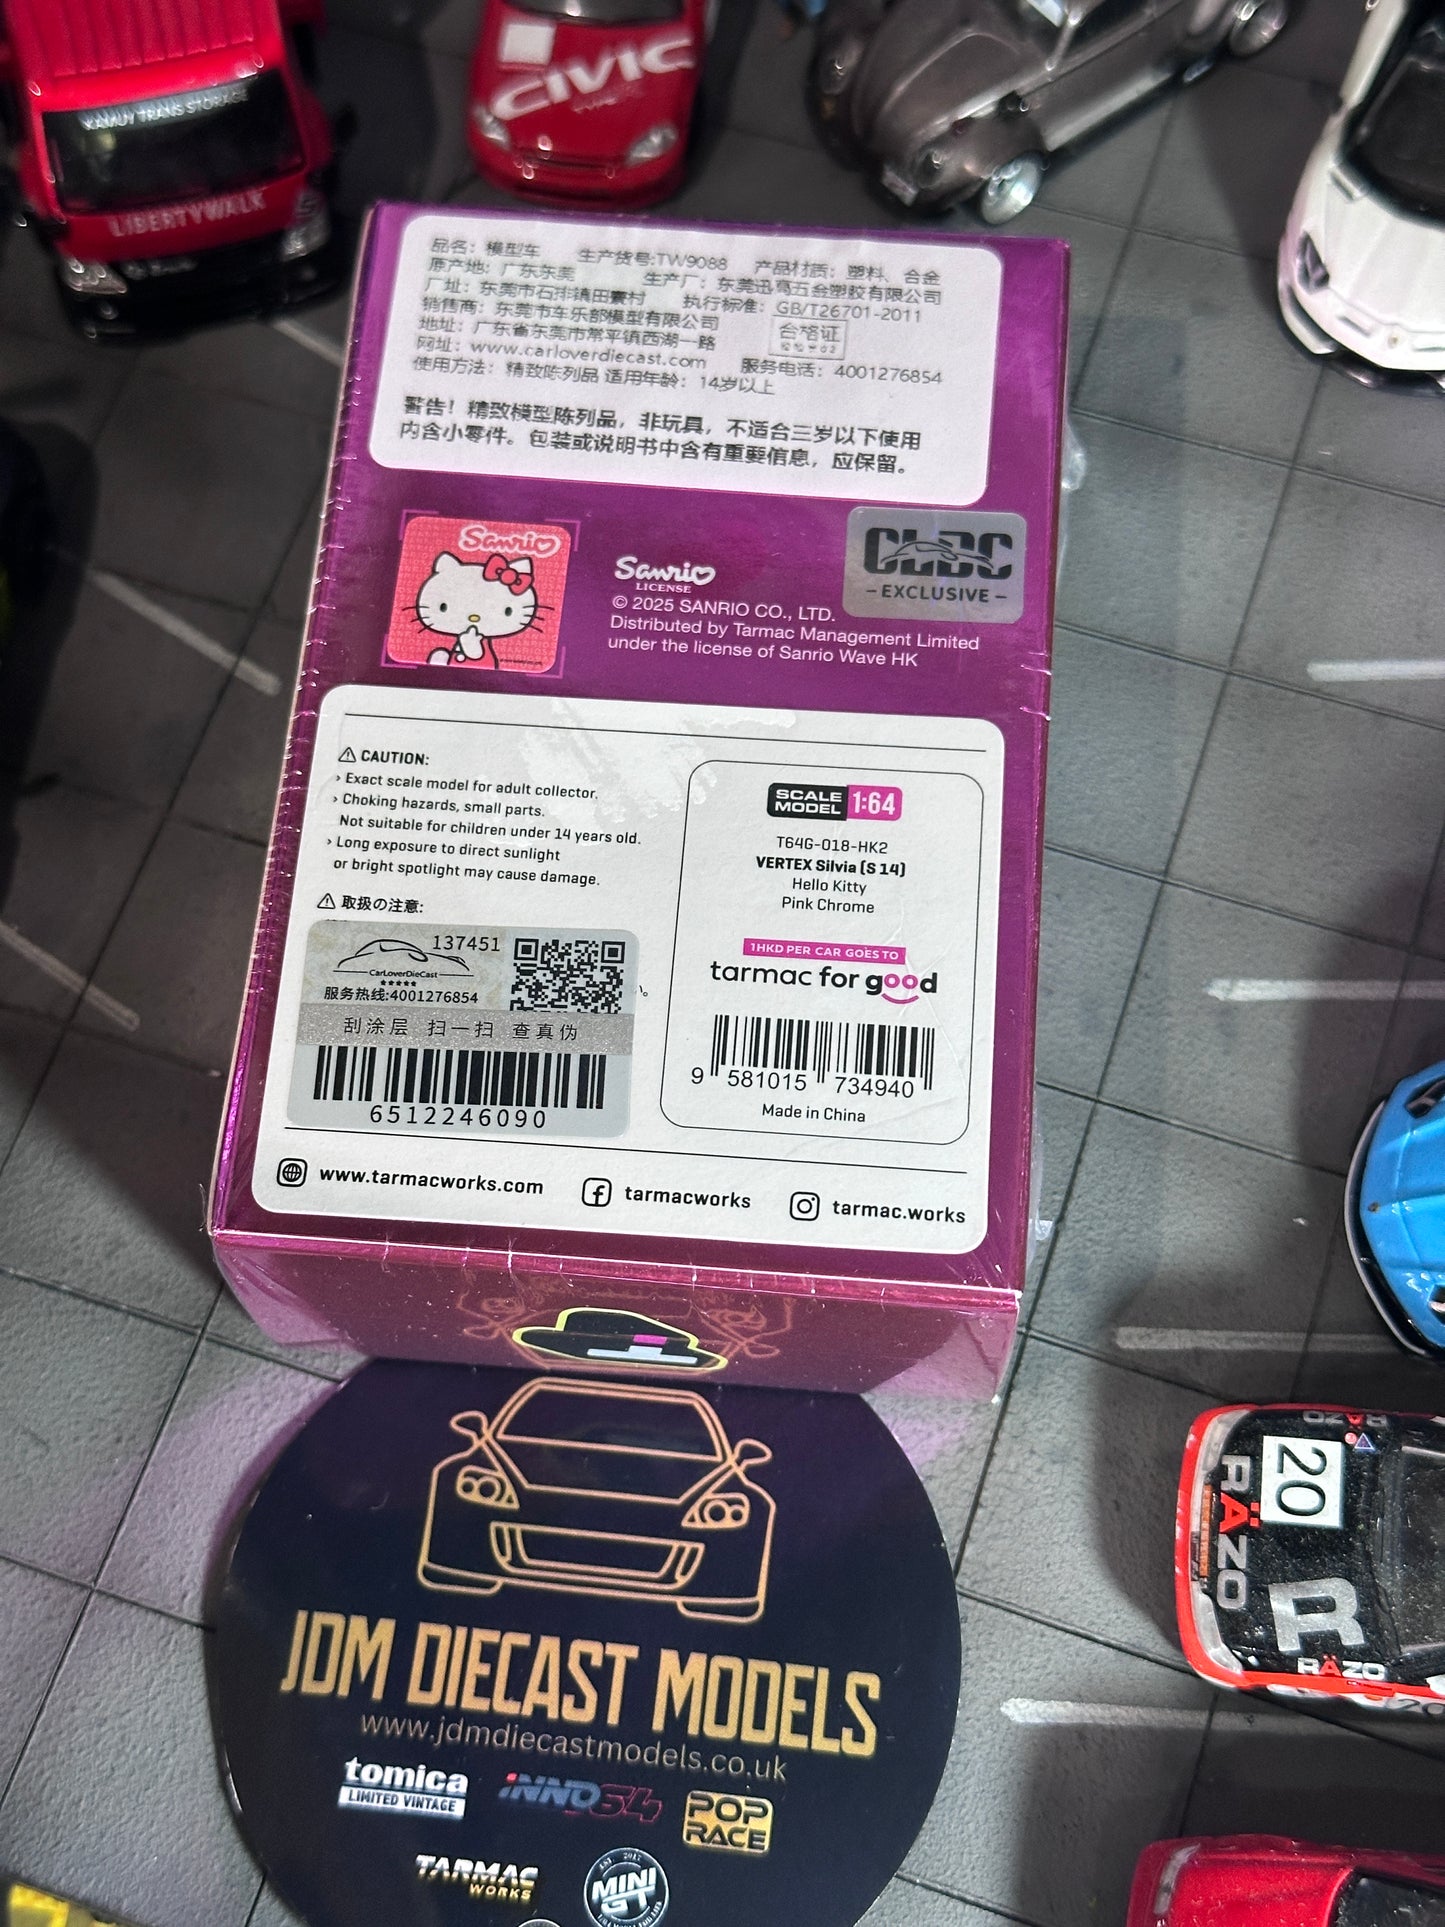 KAMUY TRANS STORAGE
LIBERTYWALK
CIVIC
品名：模型车 生产货号:TW9088 产品材质：塑料、合金
原产地：广东东莞 生产厂：东莞迅亮五金塑胶有限公司
厂址：东莞市石排镇田寮村 执行标准：GB/T26701-2011
销售商：东莞市车乐部模型有限公司 合格证
地址：广东省东莞市常平镇西湖一路
网址：www.carloverdiecast.com 服务电话：4001276854
使用方法：精致陈列品 适用年龄：14岁以上
警告！精致模型陈列品，非玩具，不适合三岁以下使用
内含小零件。包装或说明书中含有重要信息，应保留。
Sanrio
Sanrio
LICENSE
© 2025 SANRIO CO., LTD.
Distributed by Tarmac Management Limited
under the license of Sanrio Wave HK
CLDC
-EXCLUSIVE-
⚠ CAUTION:
› Exact scale model for adult collector.
› Choking hazards, small parts.
Not suitable for children under 14 years old.
› Long exposure to direct sunlight
or bright spotlight may cause damage.
⚠ 取扱の注意:
137451
CarLoverDieCast
★★★★★
服务热线:4001276854
刮涂层 扫一扫 查真伪
6512246090
SCALE MODEL 1:64
T64G-018-HK2
VERTEX Silvia (S14)
Hello Kitty
Pink Chrome
1HKD PER CAR GOES TO
tarmac for good
9 581015 734940
Made in China
www.tarmacworks.com tarmacworks tarmac.works
JDM DIECAST MODELS
www.jdmdiecastmodels.co.uk
tomica
LIMITED VINTAGE
INNO64
POP
RACE
TARMAC
WORKS
MINI
GT
RÄZO
20
RÄZO
R
RÄZO